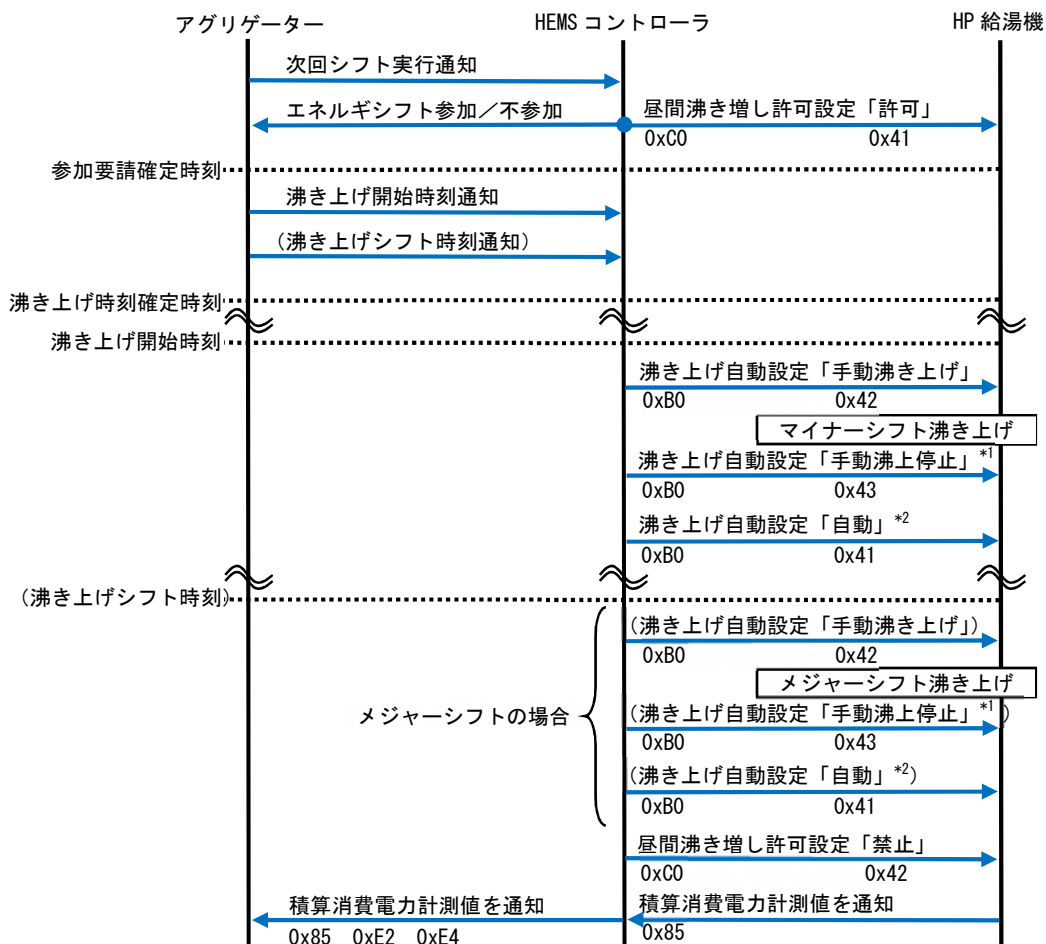 アグリゲーター
HEMS コントローラ
HP 給湯機
次回シフト実行通知
エネルギシフト参加／不参加
昼間沸き増し許可設定「許可」
0xC0 0x41
参加要請確定時刻
沸き上げ開始時刻通知
（沸き上げシフト時刻通知）
沸き上げ時刻確定時刻
沸き上げ開始時刻
沸き上げ自動設定「手動沸き上げ」
0xB0 0x42
マイナーシフト沸き上げ
沸き上げ自動設定「手動沸上停止」*1
0xB0 0x43
沸き上げ自動設定「自動」*2
0xB0 0x41
（沸き上げシフト時刻）
（沸き上げ自動設定「手動沸き上げ」）
0xB0 0x42
メジャーシフト沸き上げ
メジャーシフトの場合
（沸き上げ自動設定「手動沸上停止」*1）
0xB0 0x43
（沸き上げ自動設定「自動」*2）
0xB0 0x41
昼間沸き増し許可設定「禁止」
0xC0 0x42
積算消費電力計測値を通知
0x85 0xE2 0xE4
積算消費電力計測値を通知
0x85